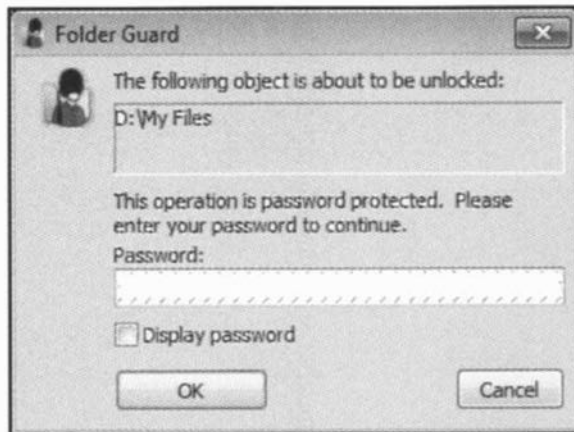 Folder Guard
The following object is about to be unlocked:
D:\My Files
This operation is password protected. Please
enter your password to continue.
Password:
Display password
OK
Cancel